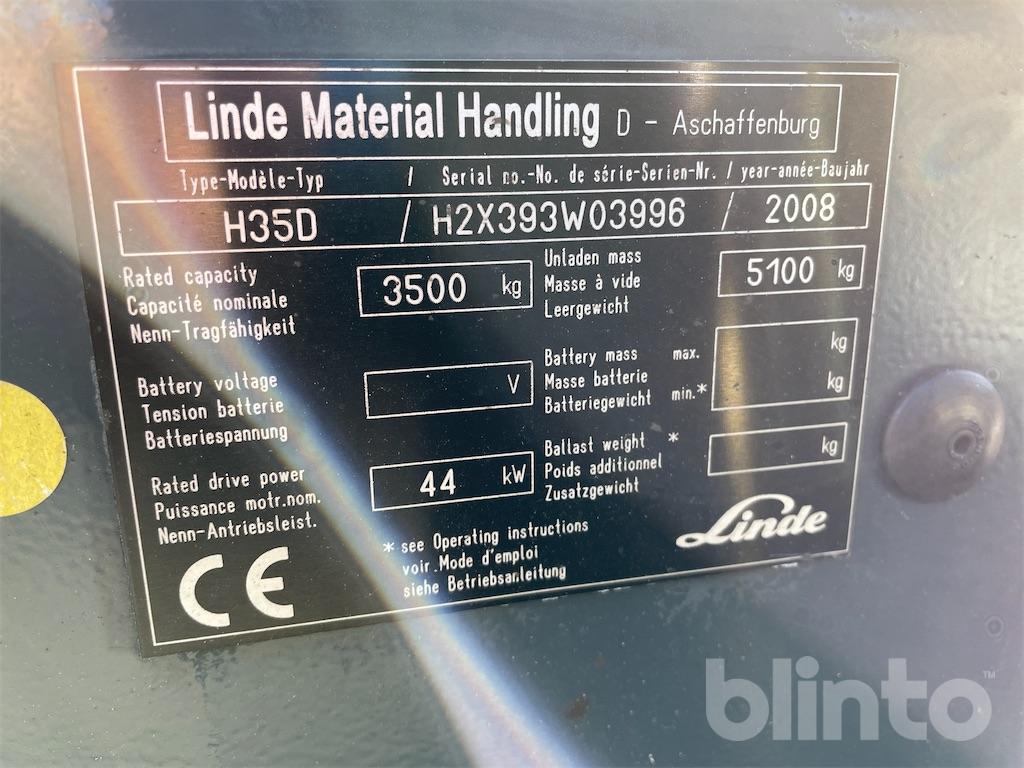 Linde Material Handling D - Aschaffenburg
Type-Modèle-Typ / Serial no.-No. de série-Serien-Nr. / year-année-Baujahr
H35D / H2X393W03996 / 2008
Rated capacity
Capacité nominale
Nenn-Tragfähigkeit
3500 kg
Unladen mass
Masse à vide
Leergewicht
5100 kg
Battery voltage
Tension batterie
Batteriespannung
V
Battery mass max. kg
Masse batterie
Batteriegewicht min.* kg
Rated drive power
Puissance motr.nom.
Nenn-Antriebsleist.
44 kW
Ballast weight *
Poids additionnel
Zusatzgewicht
kg
* see Operating instructions
voir Mode d'emploi
siehe Betriebsanleitung
Linde
CE
blinto™